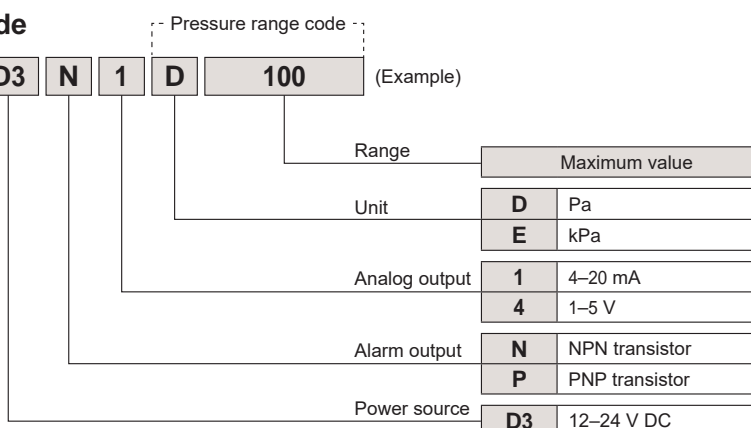 de
Pressure range code
D3 N 1 D 100 (Example)
Range
Maximum value
Unit
D Pa
E kPa
Analog output
1 4–20 mA
4 1–5 V
Alarm output
N NPN transistor
P PNP transistor
Power source
D3 12–24 V DC